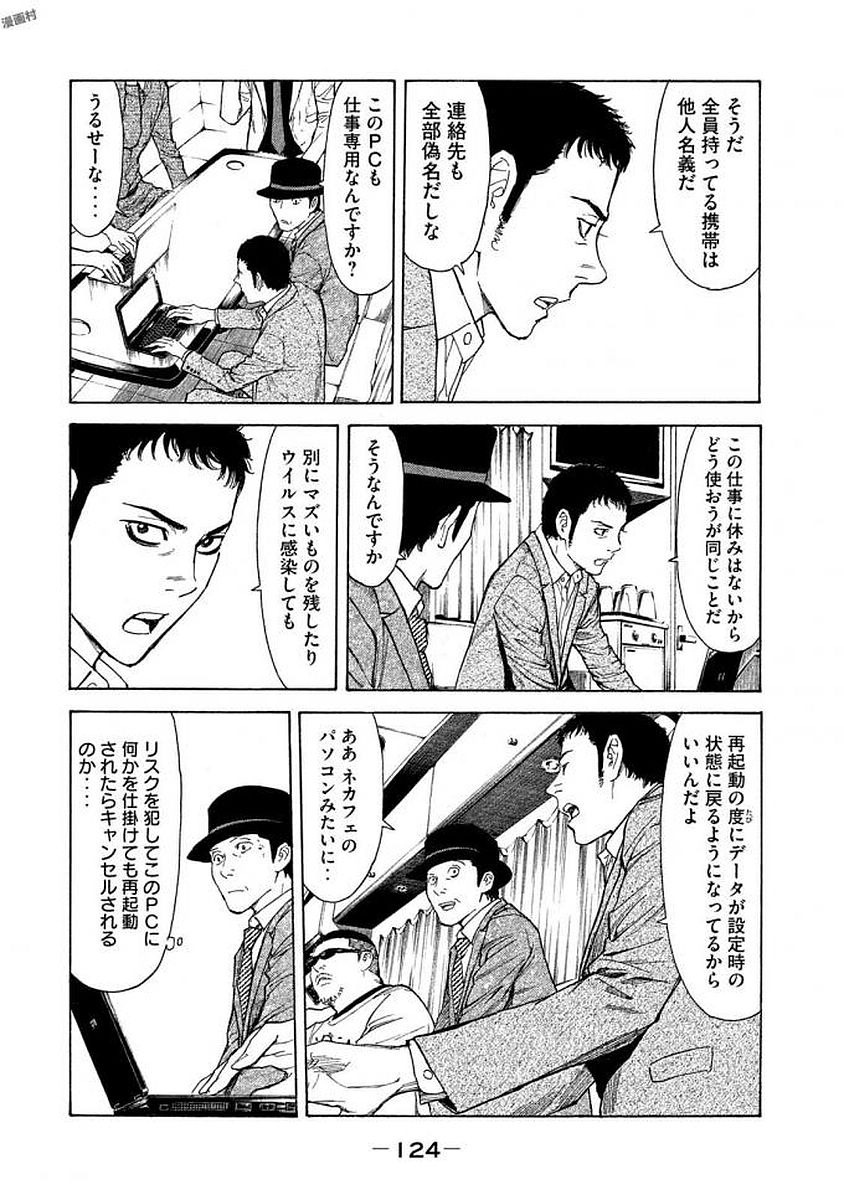 漫画村
そうだ
全員持ってる携帯は
他人名義だ
連絡先も
全部偽名だしな
このPCも
仕事専用なんですか?
うるせーな‥‥
この仕事に休みはないから
どう使おうが同じことだ
そうなんですか
別にマズいものを残したり
ウイルスに感染しても
再起動の度にデータが設定時の
たび
状態に戻るようになってるから
いいんだよ
ああ ネカフェの
パソコンみたいに‥
リスクを犯してこのPCに
何かを仕掛けても再起動
されたらキャンセルされる
のか‥‥
－124－